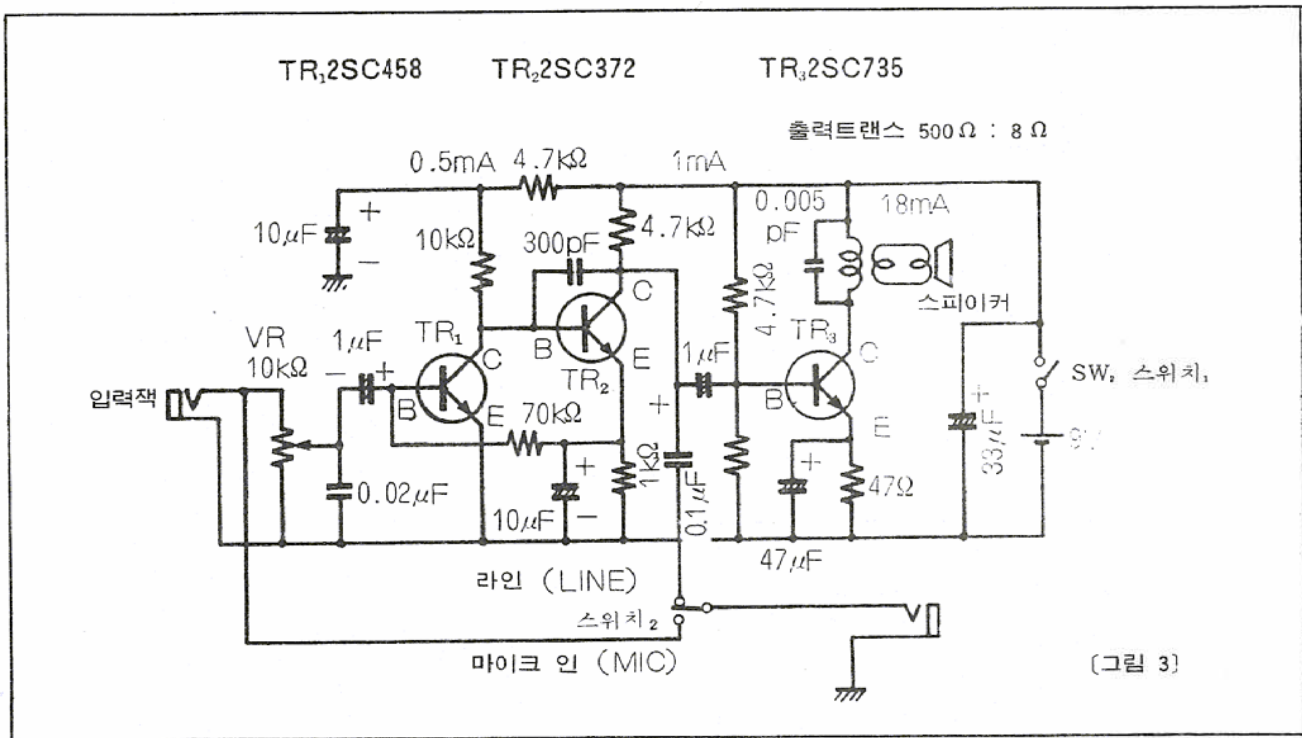 TR₁2SC458 TR₂2SC372 TR₃2SC735
출력트랜스 500Ω : 8Ω
0.5mA 4.7kΩ 1mA
0.005 pF 18mA
10μF + -
10kΩ
300pF
4.7kΩ
4.7kΩ
스피이커
VR 10kΩ
1μF - +
TR₁ B C E
TR₂ B C E
TR₃ B C E
1μF +
입력잭
70kΩ
0.02μF
10μF + -
1kΩ
0.1μF
47Ω
47μF +
33μF +
SW₂ 스위치₁
라인 (LINE)
스위치₂
마이크 인 (MIC)
[그림 3]